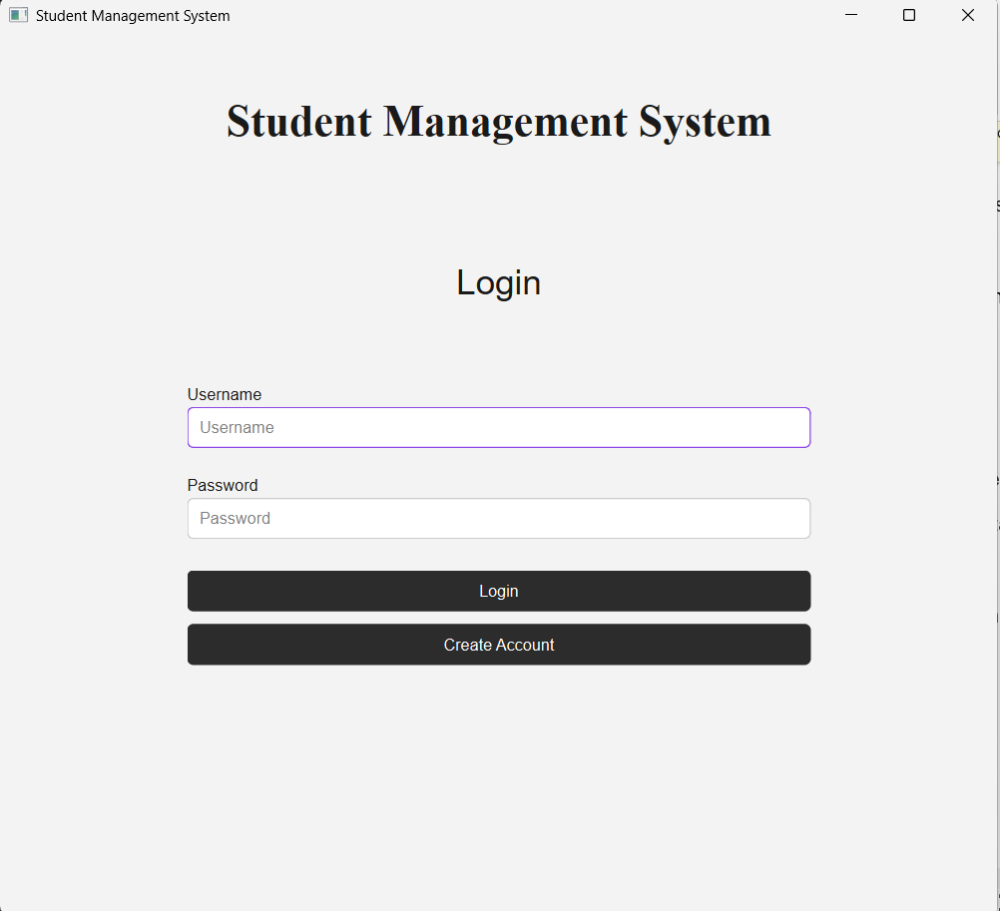 Student Management System
Student Management System
Login
Username
Username
Password
Password
Login
Create Account